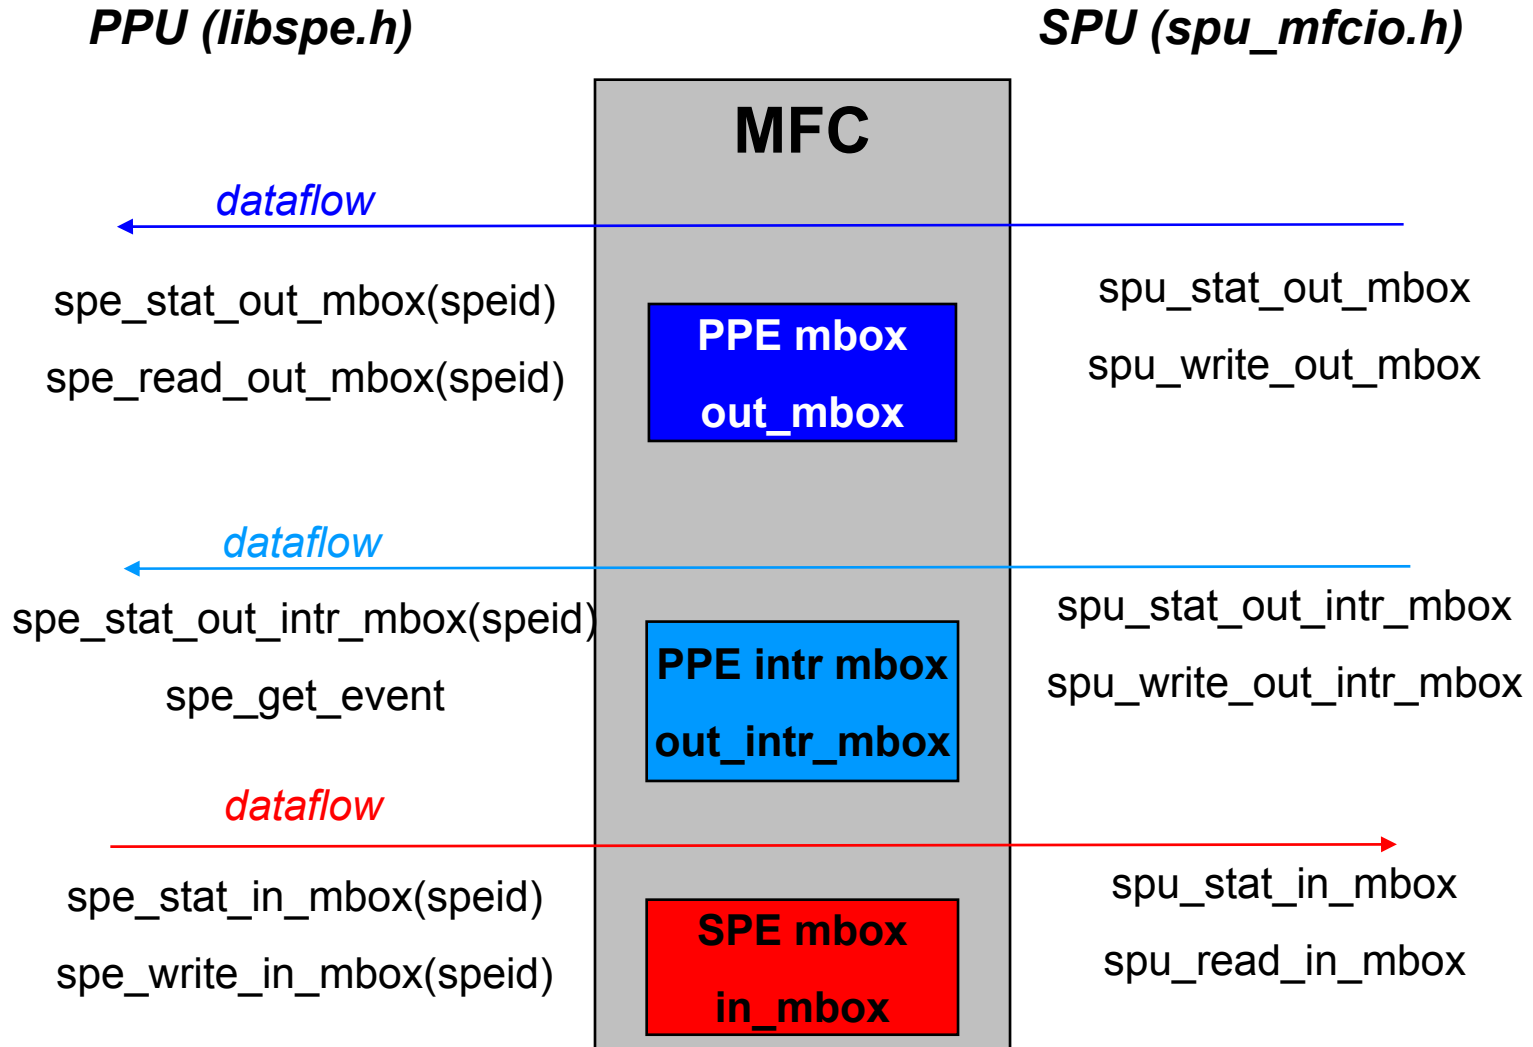 PPU (libspe.h)
SPU (spu_mfcio.h)
MFC
dataflow
spe_stat_out_mbox(speid)
spe_read_out_mbox(speid)
PPE mbox
out_mbox
spu_stat_out_mbox
spu_write_out_mbox
dataflow
spe_stat_out_intr_mbox(speid)
spe_get_event
PPE intr mbox
out_intr_mbox
spu_stat_out_intr_mbox
spu_write_out_intr_mbox
dataflow
spe_stat_in_mbox(speid)
spe_write_in_mbox(speid)
SPE mbox
in_mbox
spu_stat_in_mbox
spu_read_in_mbox